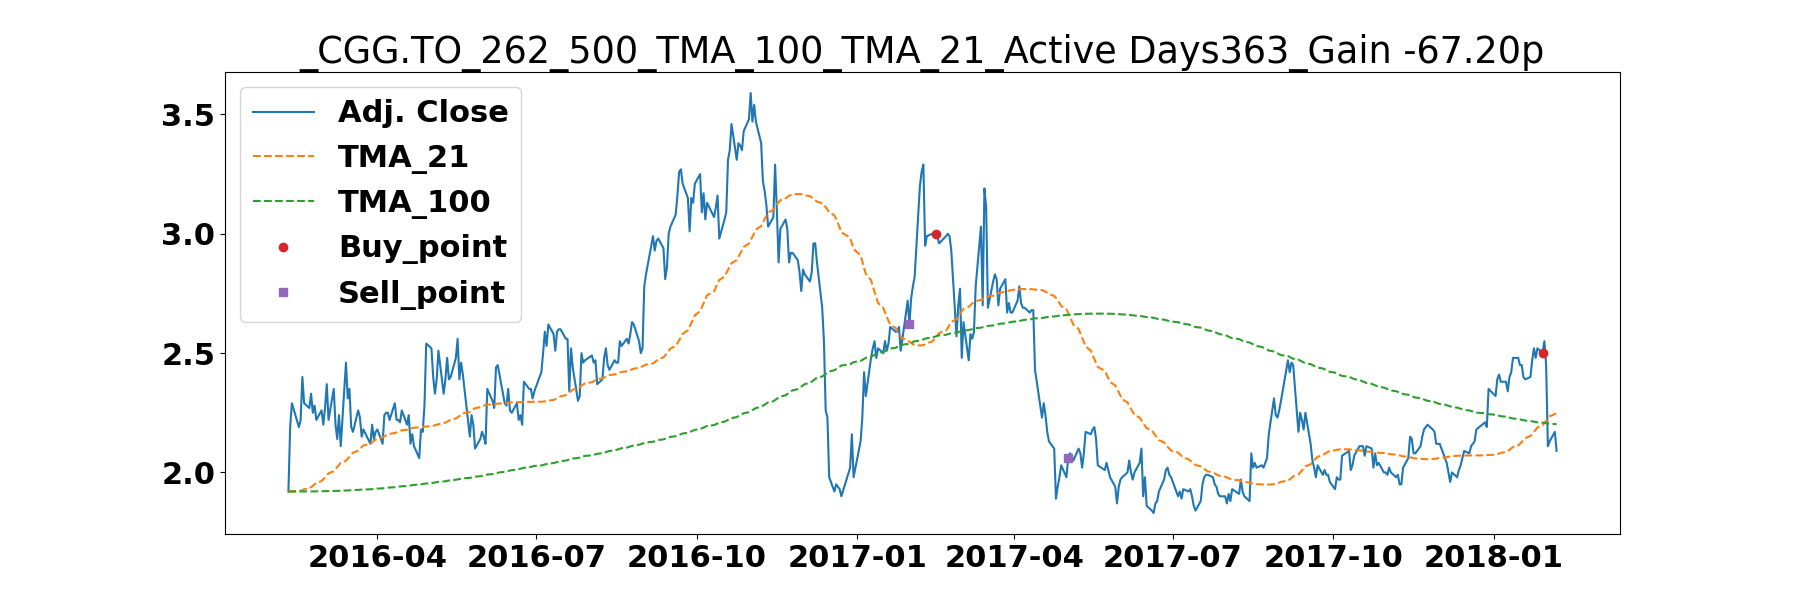 _CGG.TO_262_500_TMA_100_TMA_21_Active Days363_Gain -67.20p
Adj. Close
TMA_21
TMA_100
Buy_point
Sell_point
3.5
3.0
2.5
2.0
2016-04 2016-07 2016-10 2017-01 2017-04 2017-07 2017-10 2018-01